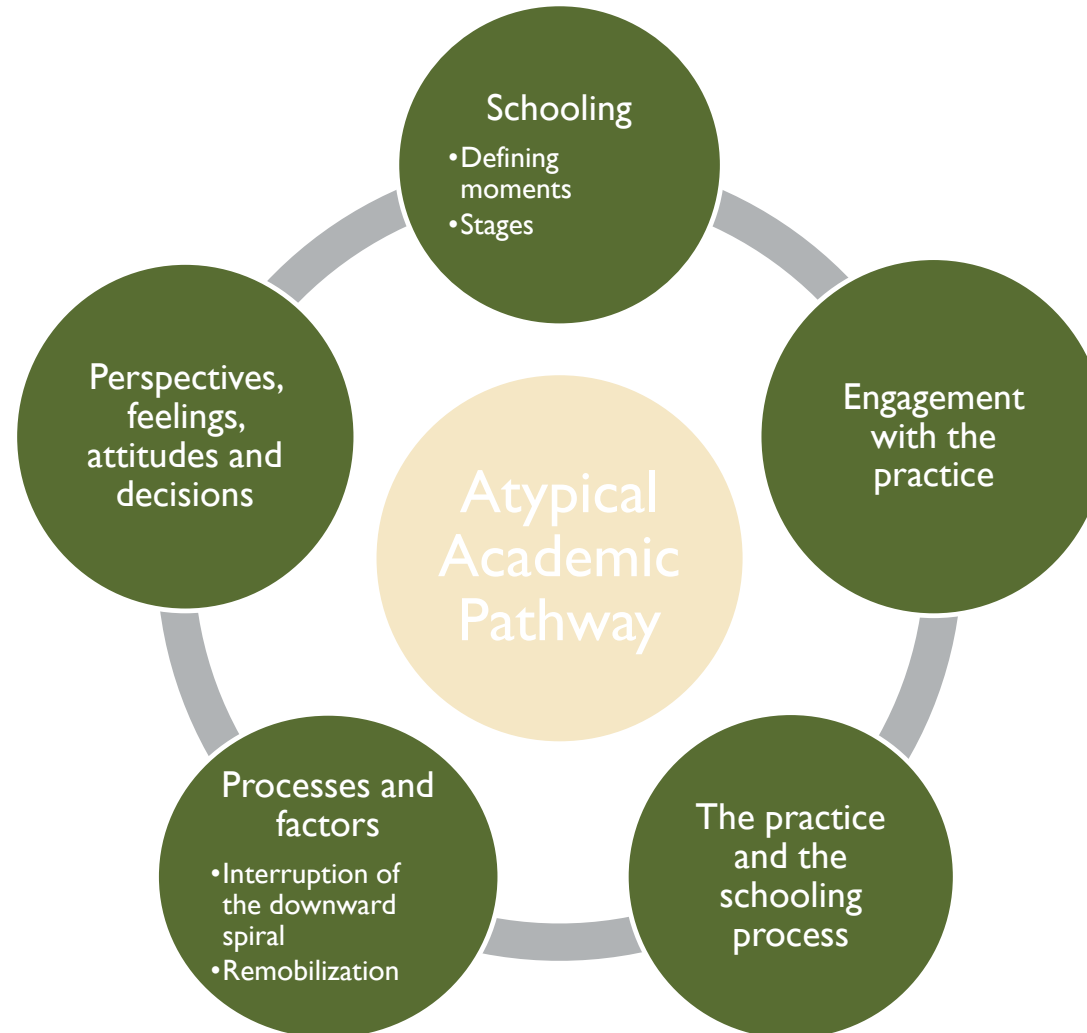 Schooling
•Defining
moments
•Stages
Engagement
with the
practice
The practice
and the
schooling
process
Processes and
factors
•Interruption of
the downward
spiral
•Remobilization
Perspectives,
feelings,
attitudes and
decisions
Atypical
Academic
Pathway